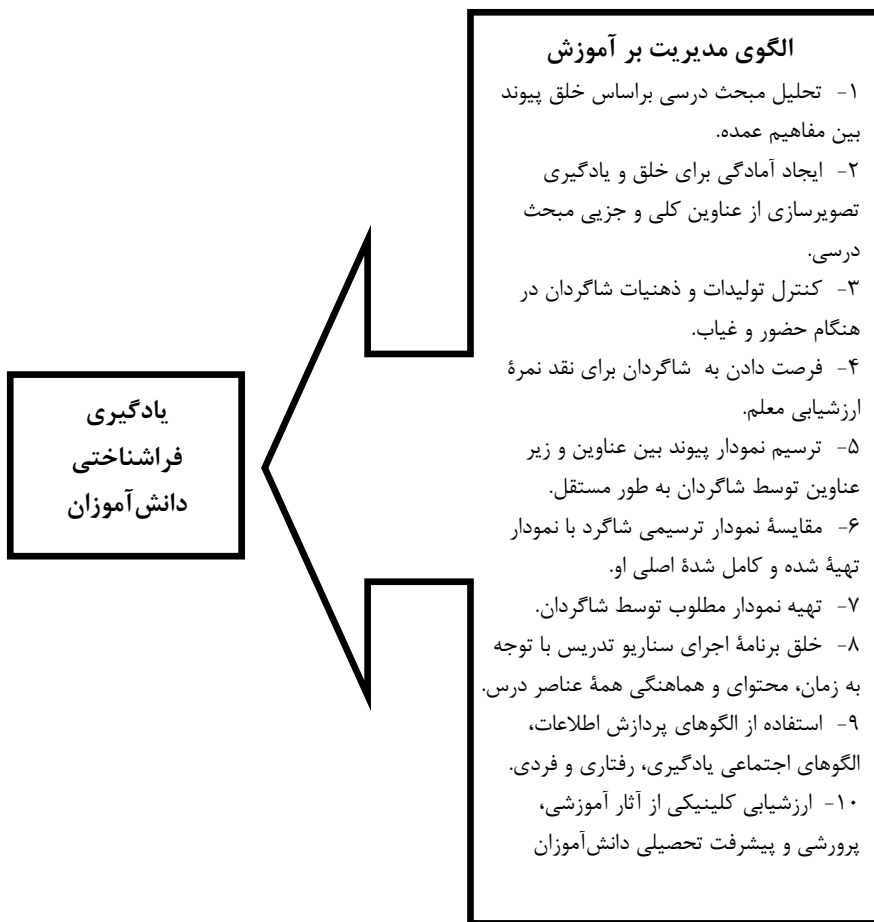 الگوی مدیریت بر آموزش
۱- تحلیل مبحث درسی براساس خلق پیوند
بین مفاهیم عمده.
۲- ایجاد آمادگی برای خلق و یادگیری
تصویرسازی از عناوین کلی و جزیی مبحث
درسی.
۳- کنترل تولیدات و ذهنیات شاگردان در
هنگام حضور و غیاب.
۴- فرصت دادن به شاگردان برای نقد نمرهٔ
ارزشیابی معلم.
۵- ترسیم نمودار پیوند بین عناوین و زیر
عناوین توسط شاگردان به طور مستقل.
۶- مقایسهٔ نمودار ترسیمی شاگرد با نمودار
تهیهٔ شده و کامل شدهٔ اصلی او.
۷- تهیه نمودار مطلوب توسط شاگردان.
۸- خلق برنامهٔ اجرای سناریو تدریس با توجه
به زمان، محتوای و هماهنگی همهٔ عناصر درس.
۹- استفاده از الگوهای پردازش اطلاعات،
الگوهای اجتماعی یادگیری، رفتاری و فردی.
۱۰- ارزشیابی کلینیکی از آثار آموزشی،
پرورشی و پیشرفت تحصیلی دانش‌آموزان
یادگیری
فراشناختی
دانش‌آموزان